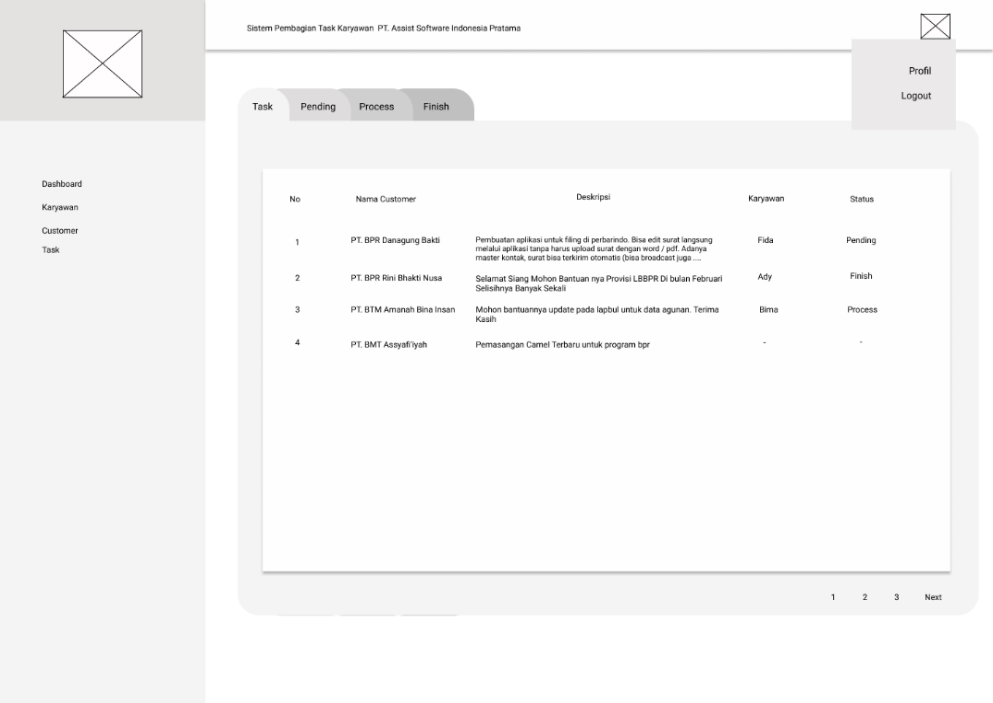 Sistem Pembagian Task Karyawan PT. Assist Software Indonesia Pratama
Profil
Logout
Dashboard
Karyawan
Customer
Task
Task
Pending
Process
Finish
No
Nama Customer
Deskripsi
Karyawan
Status
1
PT. BPR Danagung Bakti
Pembuatan aplikasi untuk filing di perbarindo. Bisa edit surat langsung
melalui aplikasi tanpa harus upload surat dengan word / pdf. Adanya
master kontak, surat bisa terkirim otomatis (bisa broadcast juga ....
Fida
Pending
2
PT. BPR Rini Bhakti Nusa
Selamat Siang Mohon Bantuan nya Provisi LBBPR Di bulan Februari
Selisihnya Banyak Sekali
Ady
Finish
3
PT. BTM Amanah Bina Insan
Mohon bantuannya update pada lapbul untuk data agunan. Terima
Kasih
Bima
Process
4
PT. BMT Assyafi'iyah
Pemasangan Camel Terbaru untuk program bpr
-
-
1 2 3 Next